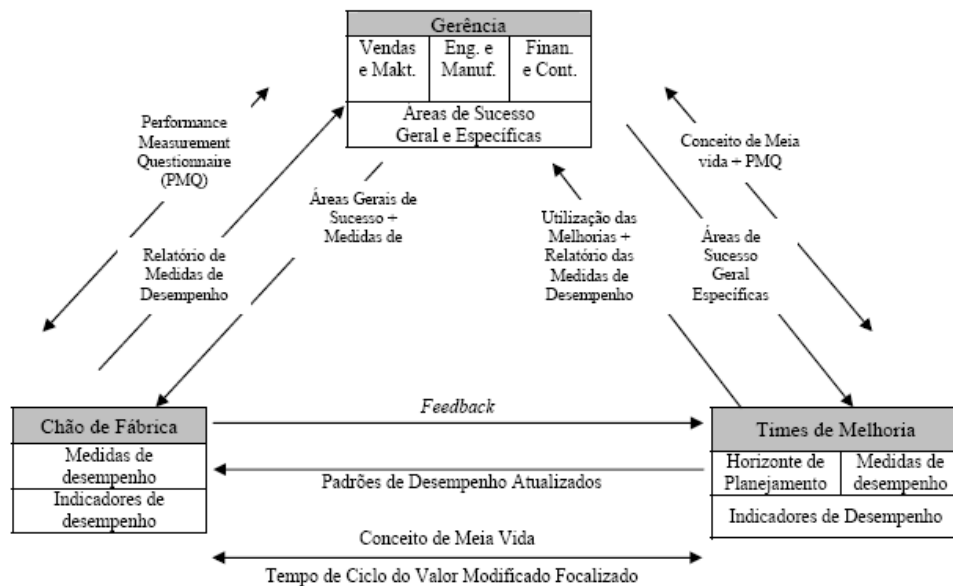 Gerência
Vendas
e Makt.
Eng. e
Manuf.
Finan.
e Cont.
Áreas de Sucesso
Geral e Específicas
Performance
Measurement
Questionnaire
(PMQ)
Conceito de Meia
vida + PMQ
Áreas Gerais de
Sucesso +
Medidas de
Utilização das
Melhorias +
Relatório das
Medidas de
Desempenho
Áreas de
Sucesso
Geral
Específicas
Relatório de
Medidas de
Desempenho
Chão de Fábrica
Medidas de
desempenho
Indicadores de
desempenho
Feedback
Padrões de Desempenho Atualizados
Times de Melhoria
Horizonte de
Planejamento
Medidas de
desempenho
Indicadores de Desempenho
Conceito de Meia Vida
Tempo de Ciclo do Valor Modificado Focalizado